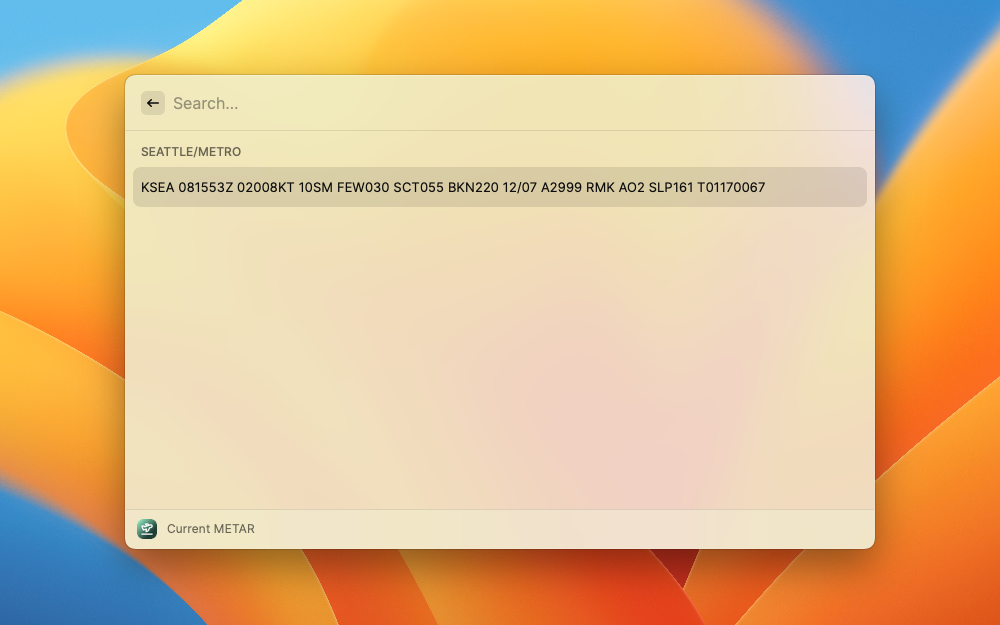 Search...
SEATTLE/METRO
KSEA 081553Z 02008KT 10SM FEW030 SCT055 BKN220 12/07 A2999 RMK AO2 SLP161 T01170067
Current METAR